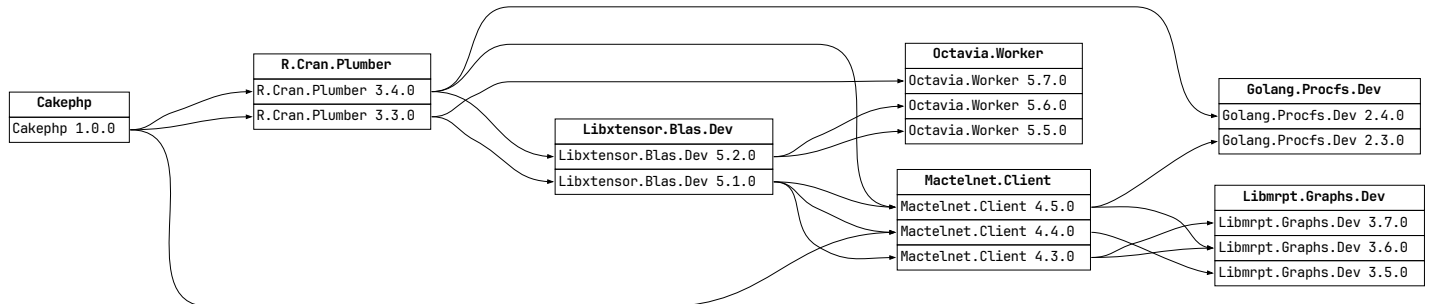 Cakephp
Cakephp 1.0.0
R.Cran.Plumber
R.Cran.Plumber 3.4.0
R.Cran.Plumber 3.3.0
Libxtensor.Blas.Dev
Libxtensor.Blas.Dev 5.2.0
Libxtensor.Blas.Dev 5.1.0
Octavia.Worker
Octavia.Worker 5.7.0
Octavia.Worker 5.6.0
Octavia.Worker 5.5.0
Mactelnet.Client
Mactelnet.Client 4.5.0
Mactelnet.Client 4.4.0
Mactelnet.Client 4.3.0
Golang.Procfs.Dev
Golang.Procfs.Dev 2.4.0
Golang.Procfs.Dev 2.3.0
Libmrpt.Graphs.Dev
Libmrpt.Graphs.Dev 3.7.0
Libmrpt.Graphs.Dev 3.6.0
Libmrpt.Graphs.Dev 3.5.0